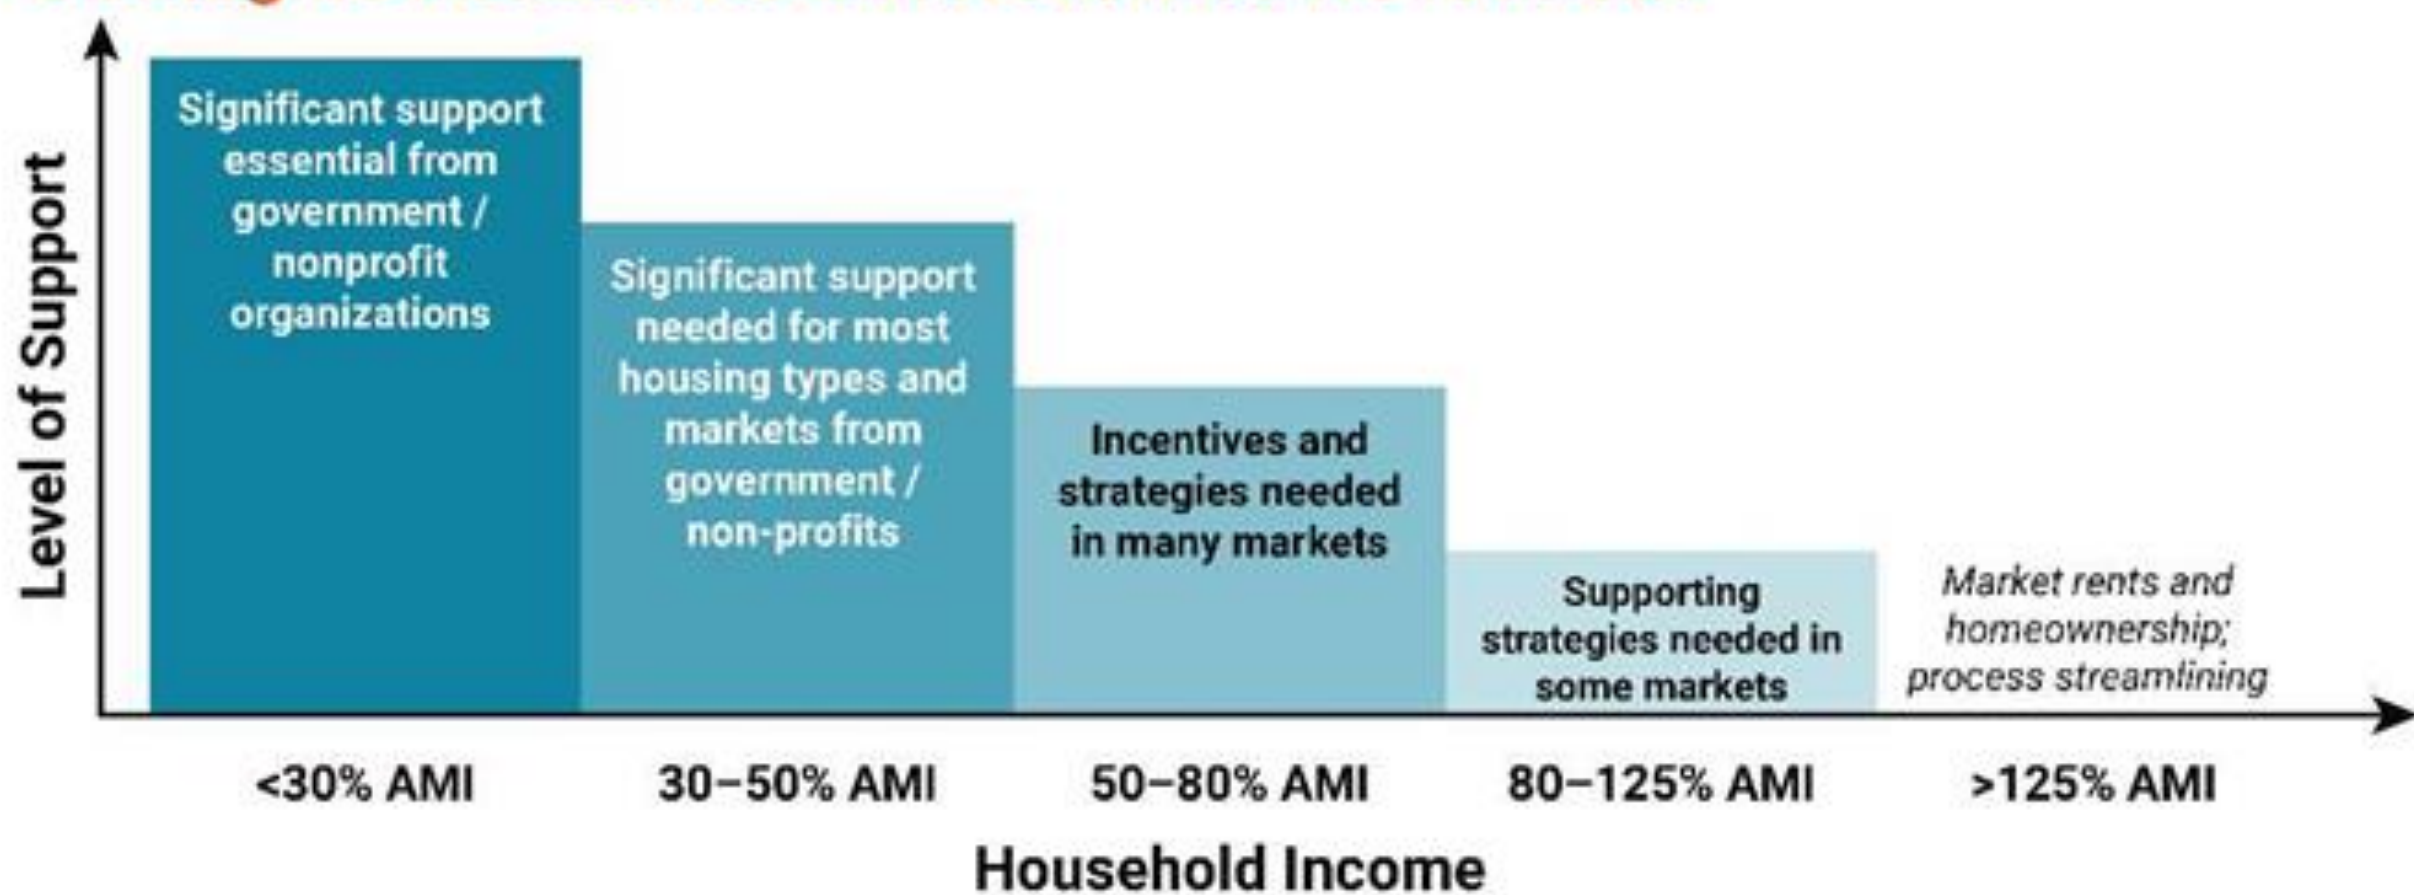 Level of Support
Significant support
essential from
government /
nonprofit
organizations
Significant support
needed for most
housing types and
markets from
government /
non-profits
Incentives and
strategies needed
in many markets
Supporting
strategies needed in
some markets
Market rents and
homeownership;
process streamlining
<30% AMI
30–50% AMI
50–80% AMI
80–125% AMI
>125% AMI
Household Income